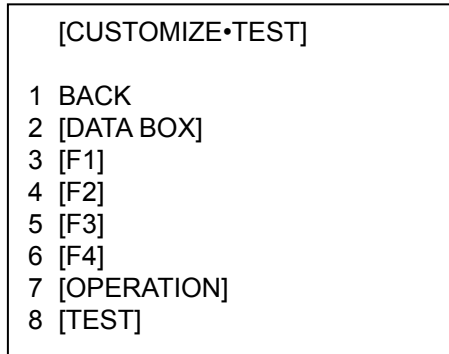 [CUSTOMIZE•TEST]
1 BACK
2 [DATA BOX]
3 [F1]
4 [F2]
5 [F3]
6 [F4]
7 [OPERATION]
8 [TEST]